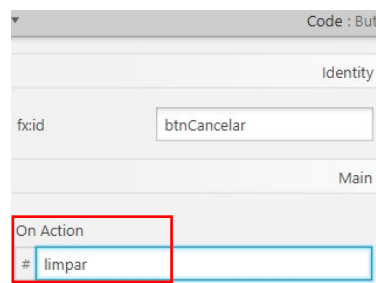 Code : But
Identity
fx:id
btnCancelar
Main
On Action
# limpar